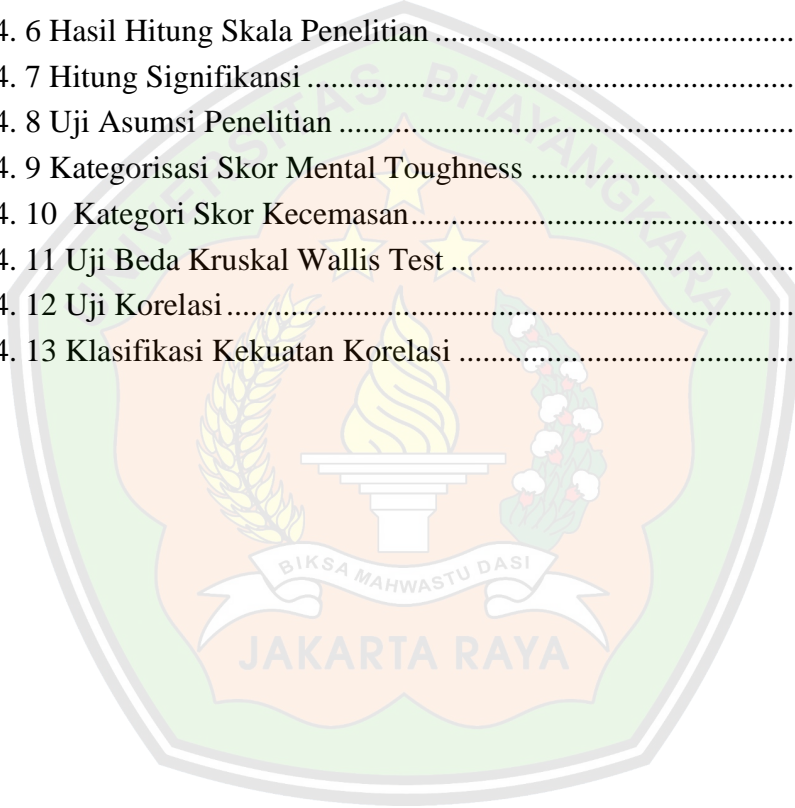 4. 6 Hasil Hitung Skala Penelitian ................................................
4. 7 Hitung Signifikansi ................................................................
4. 8 Uji Asumsi Penelitian ............................................................
4. 9 Kategorisasi Skor Mental Toughness ...................................
4. 10  Kategori Skor Kecemasan....................................................
4. 11 Uji Beda Kruskal Wallis Test ..............................................
4. 12 Uji Korelasi...........................................................................
4. 13 Klasifikasi Kekuatan Korelasi .............................................
UNIVERSITAS BHAYANGKARA
BIKSA MAHWASTU DASI
JAKARTA RAYA